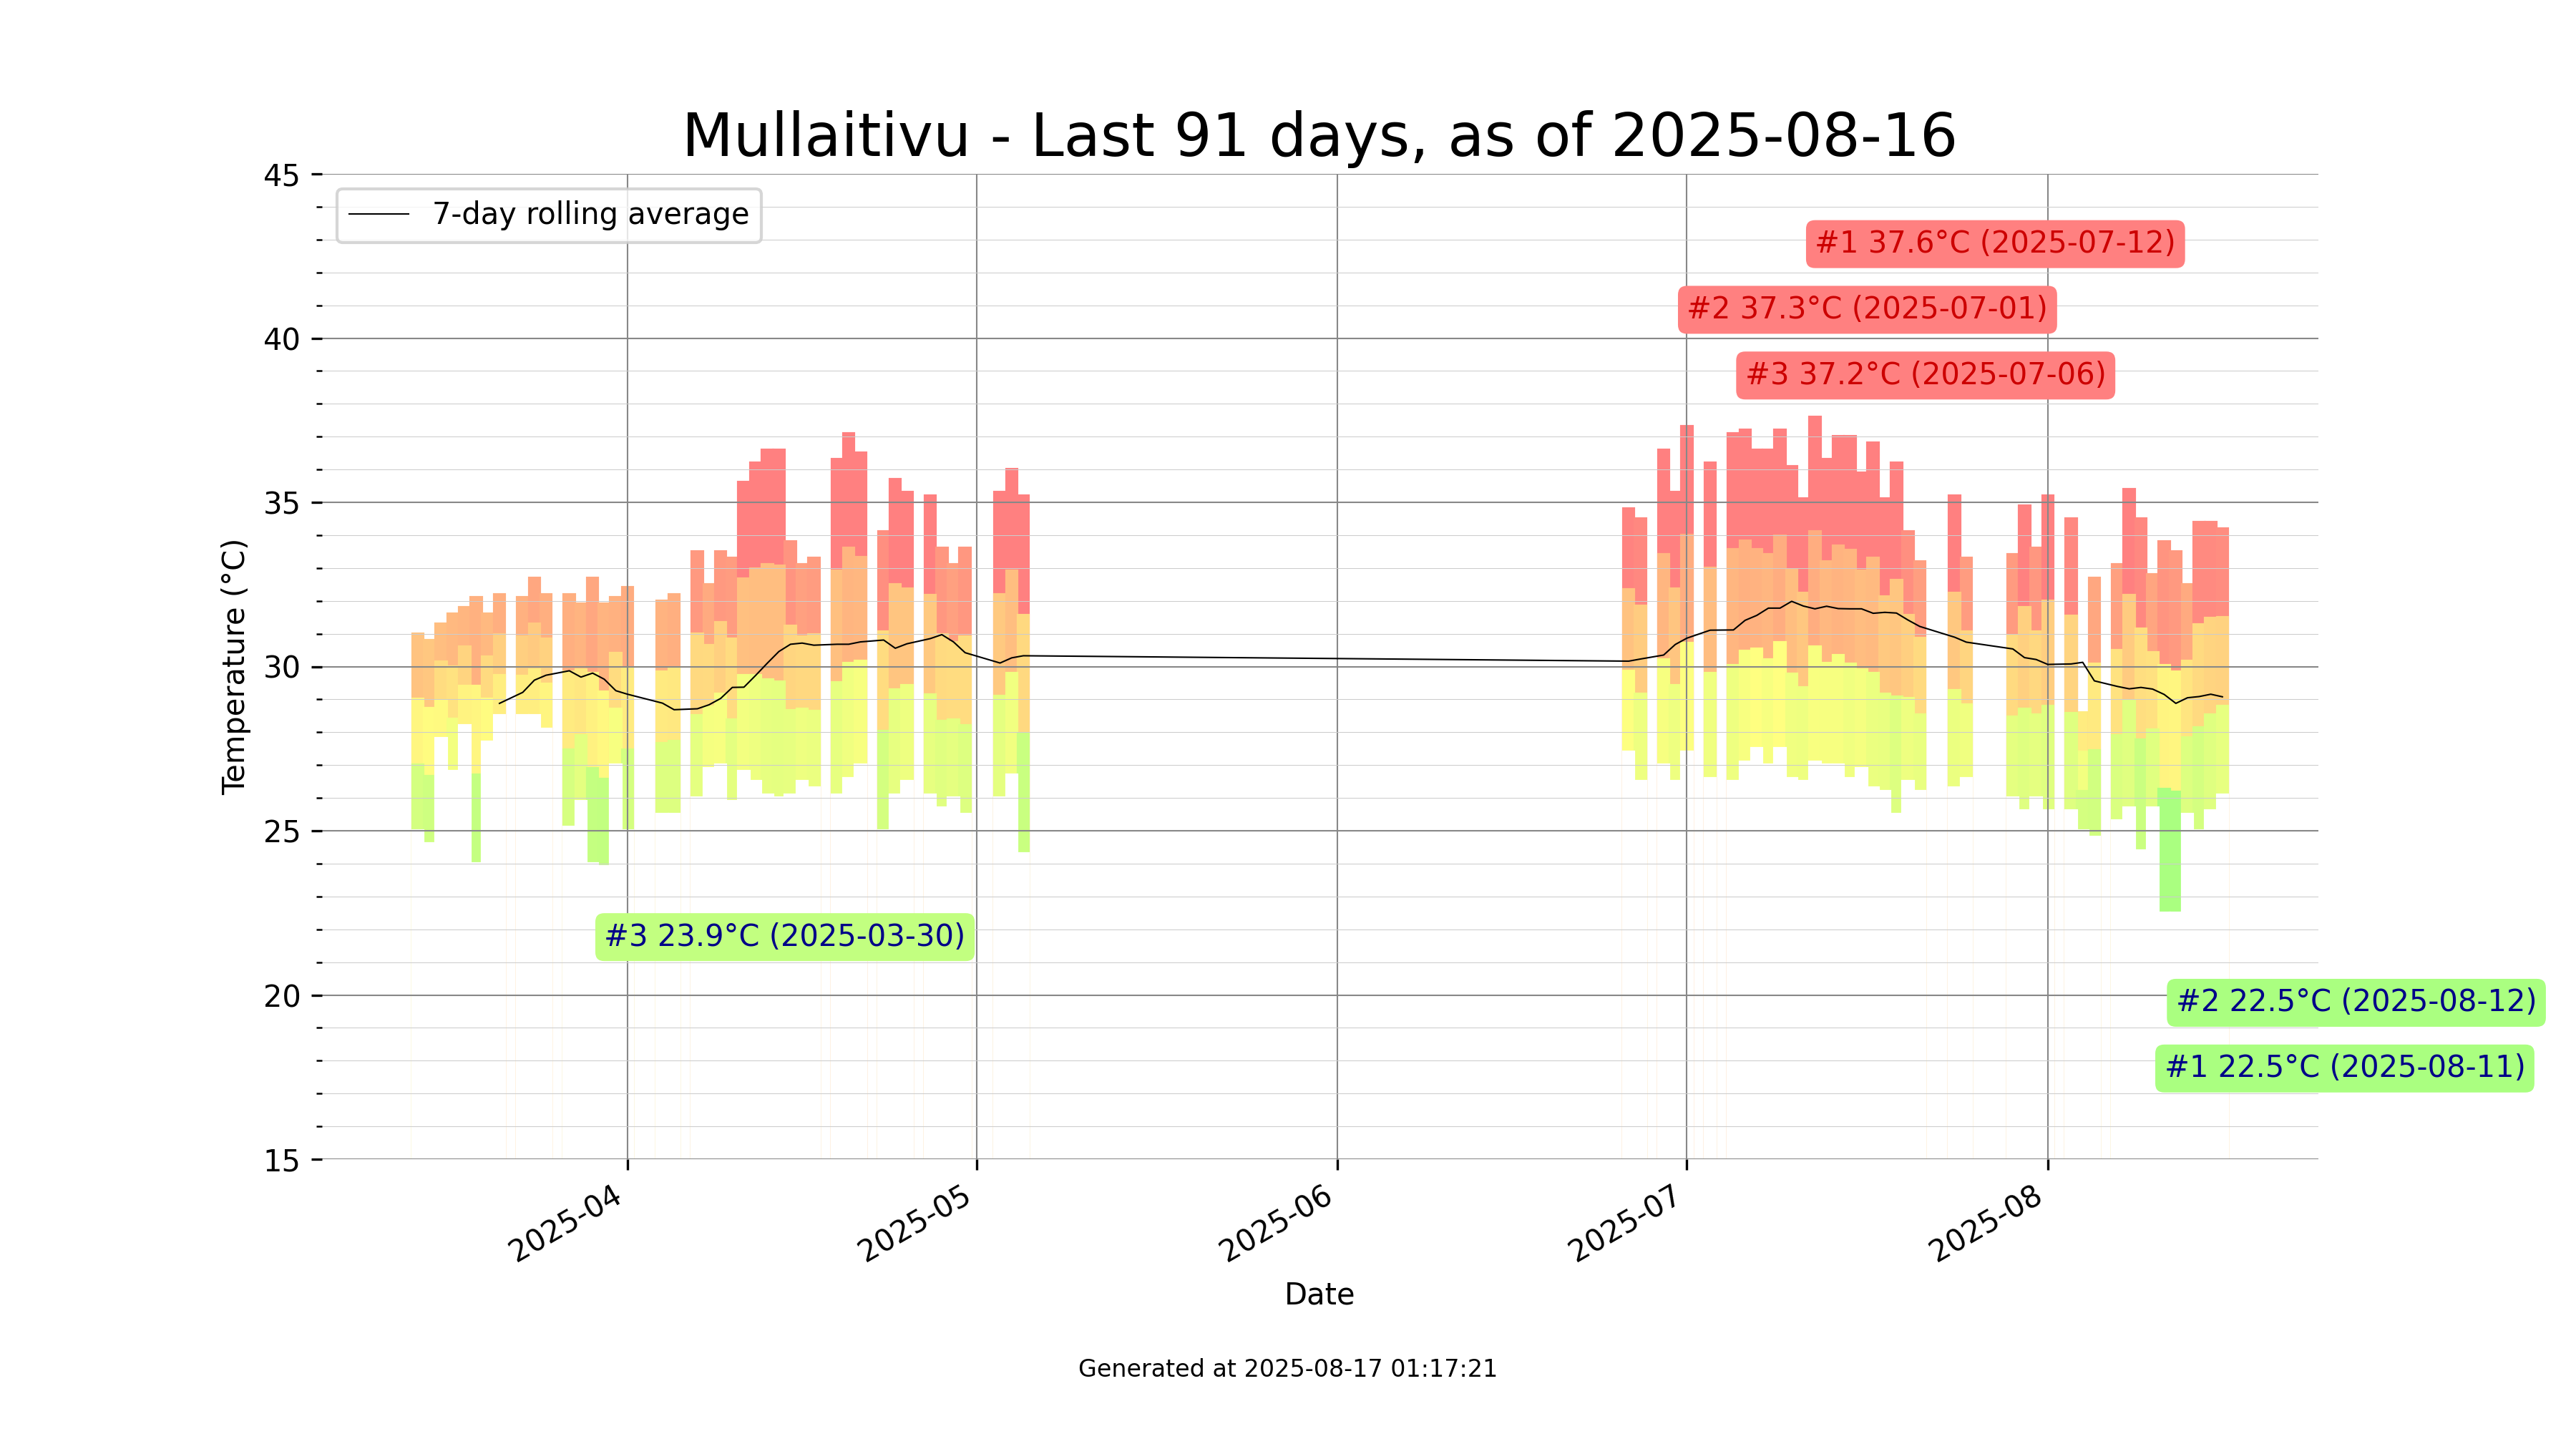 Mullaitivu - Last 91 days, as of 2025-08-16
45
7-day rolling average
#1 37.6°C (2025-07-12)
#2 37.3°C (2025-07-01)
40
#3 37.2°C (2025-07-06)
35
Temperature (°C)
30
25
#3 23.9°C (2025-03-30)
20
#2 22.5°C (2025-08-12)
#1 22.5°C (2025-08-11)
15
2025-04
2025-05
2025-06
2025-07
2025-08
Date
Generated at 2025-08-17 01:17:21